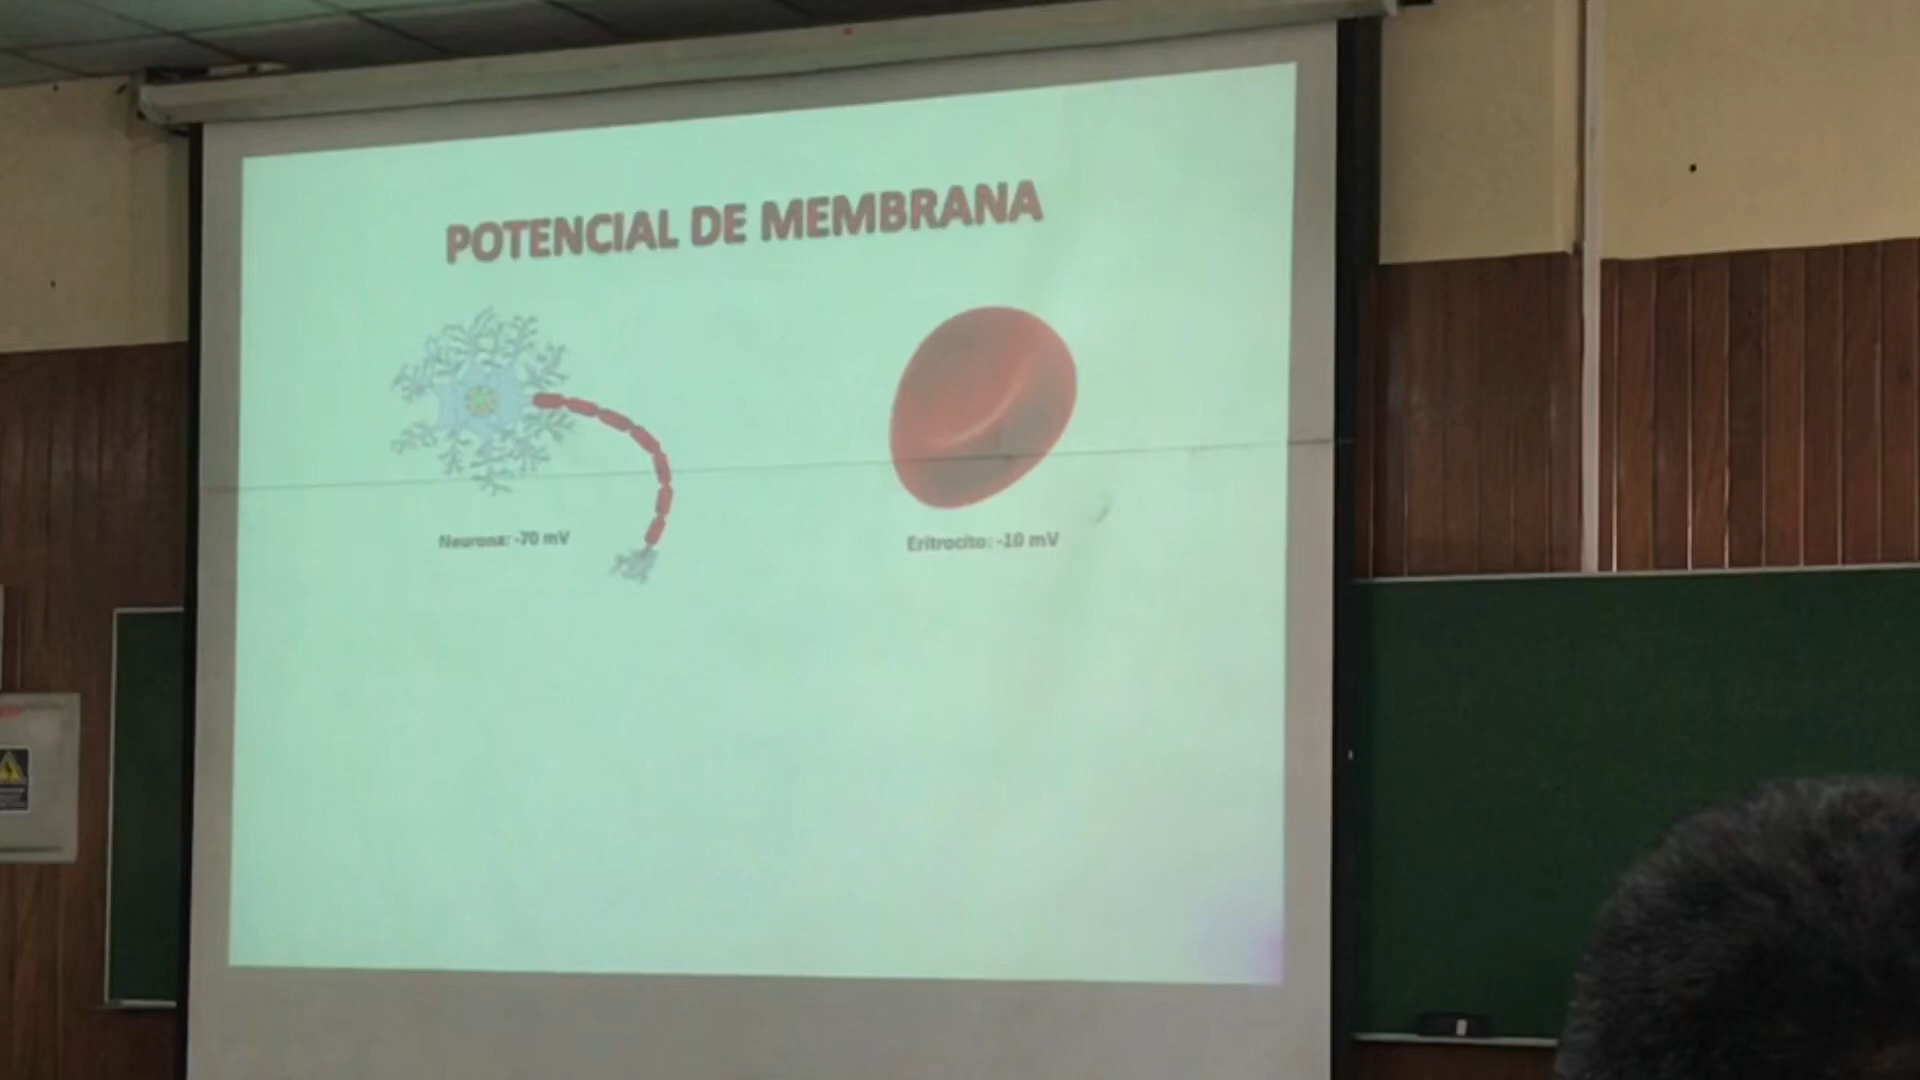 POTENCIAL DE MEMBRANA
Neurona: -70 mV
Eritrocito: -10 mV